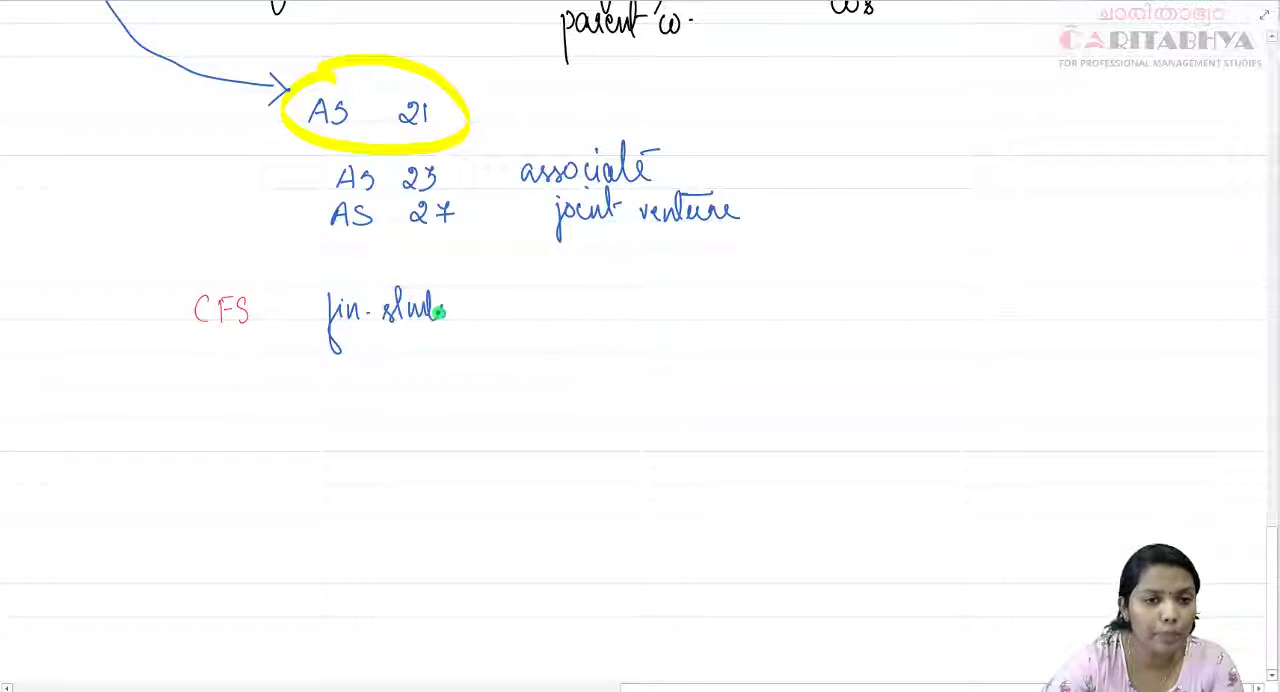 parent co. cos
ചാരിതാഭ്യാ
CARITABHYA
FOR PROFESSIONAL MANAGEMENT STUDIES
AS 21
AS 23 associate
AS 27 joint venture
CFS fin. stmt